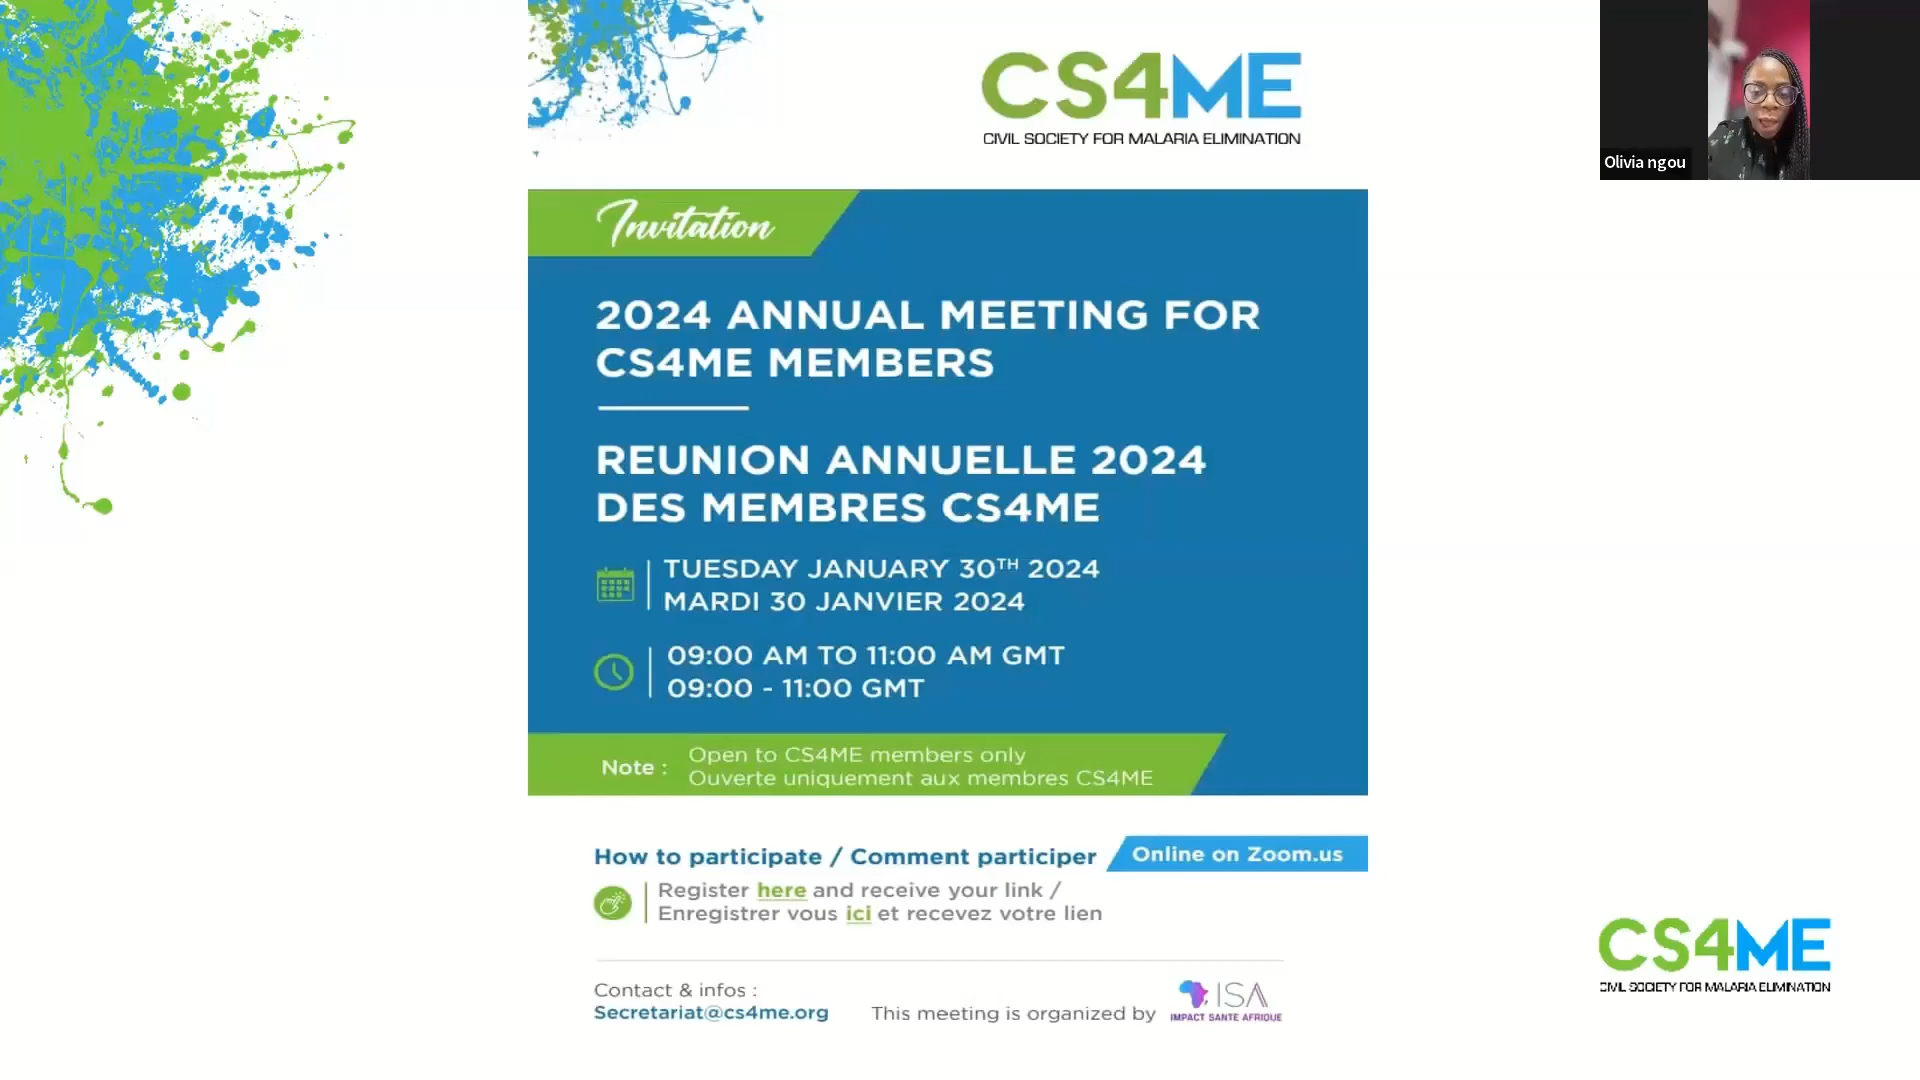 CS4ME
CIVIL SOCIETY FOR MALARIA ELIMINATION
Olivia ngou
Invitation
2024 ANNUAL MEETING FOR
CS4ME MEMBERS
REUNION ANNUELLE 2024
DES MEMBRES CS4ME
TUESDAY JANUARY 30TH 2024
MARDI 30 JANVIER 2024
09:00 AM TO 11:00 AM GMT
09:00 - 11:00 GMT
Note : Open to CS4ME members only
Ouverte uniquement aux membres CS4ME
How to participate / Comment participer
Online on Zoom.us
Register here and receive your link /
Enregistrer vous ici et recevez votre lien
Contact & infos :
Secretariat@cs4me.org
This meeting is organized by
ISA
IMPACT SANTE AFRIQUE
CS4ME
CIVIL SOCIETY FOR MALARIA ELIMINATION